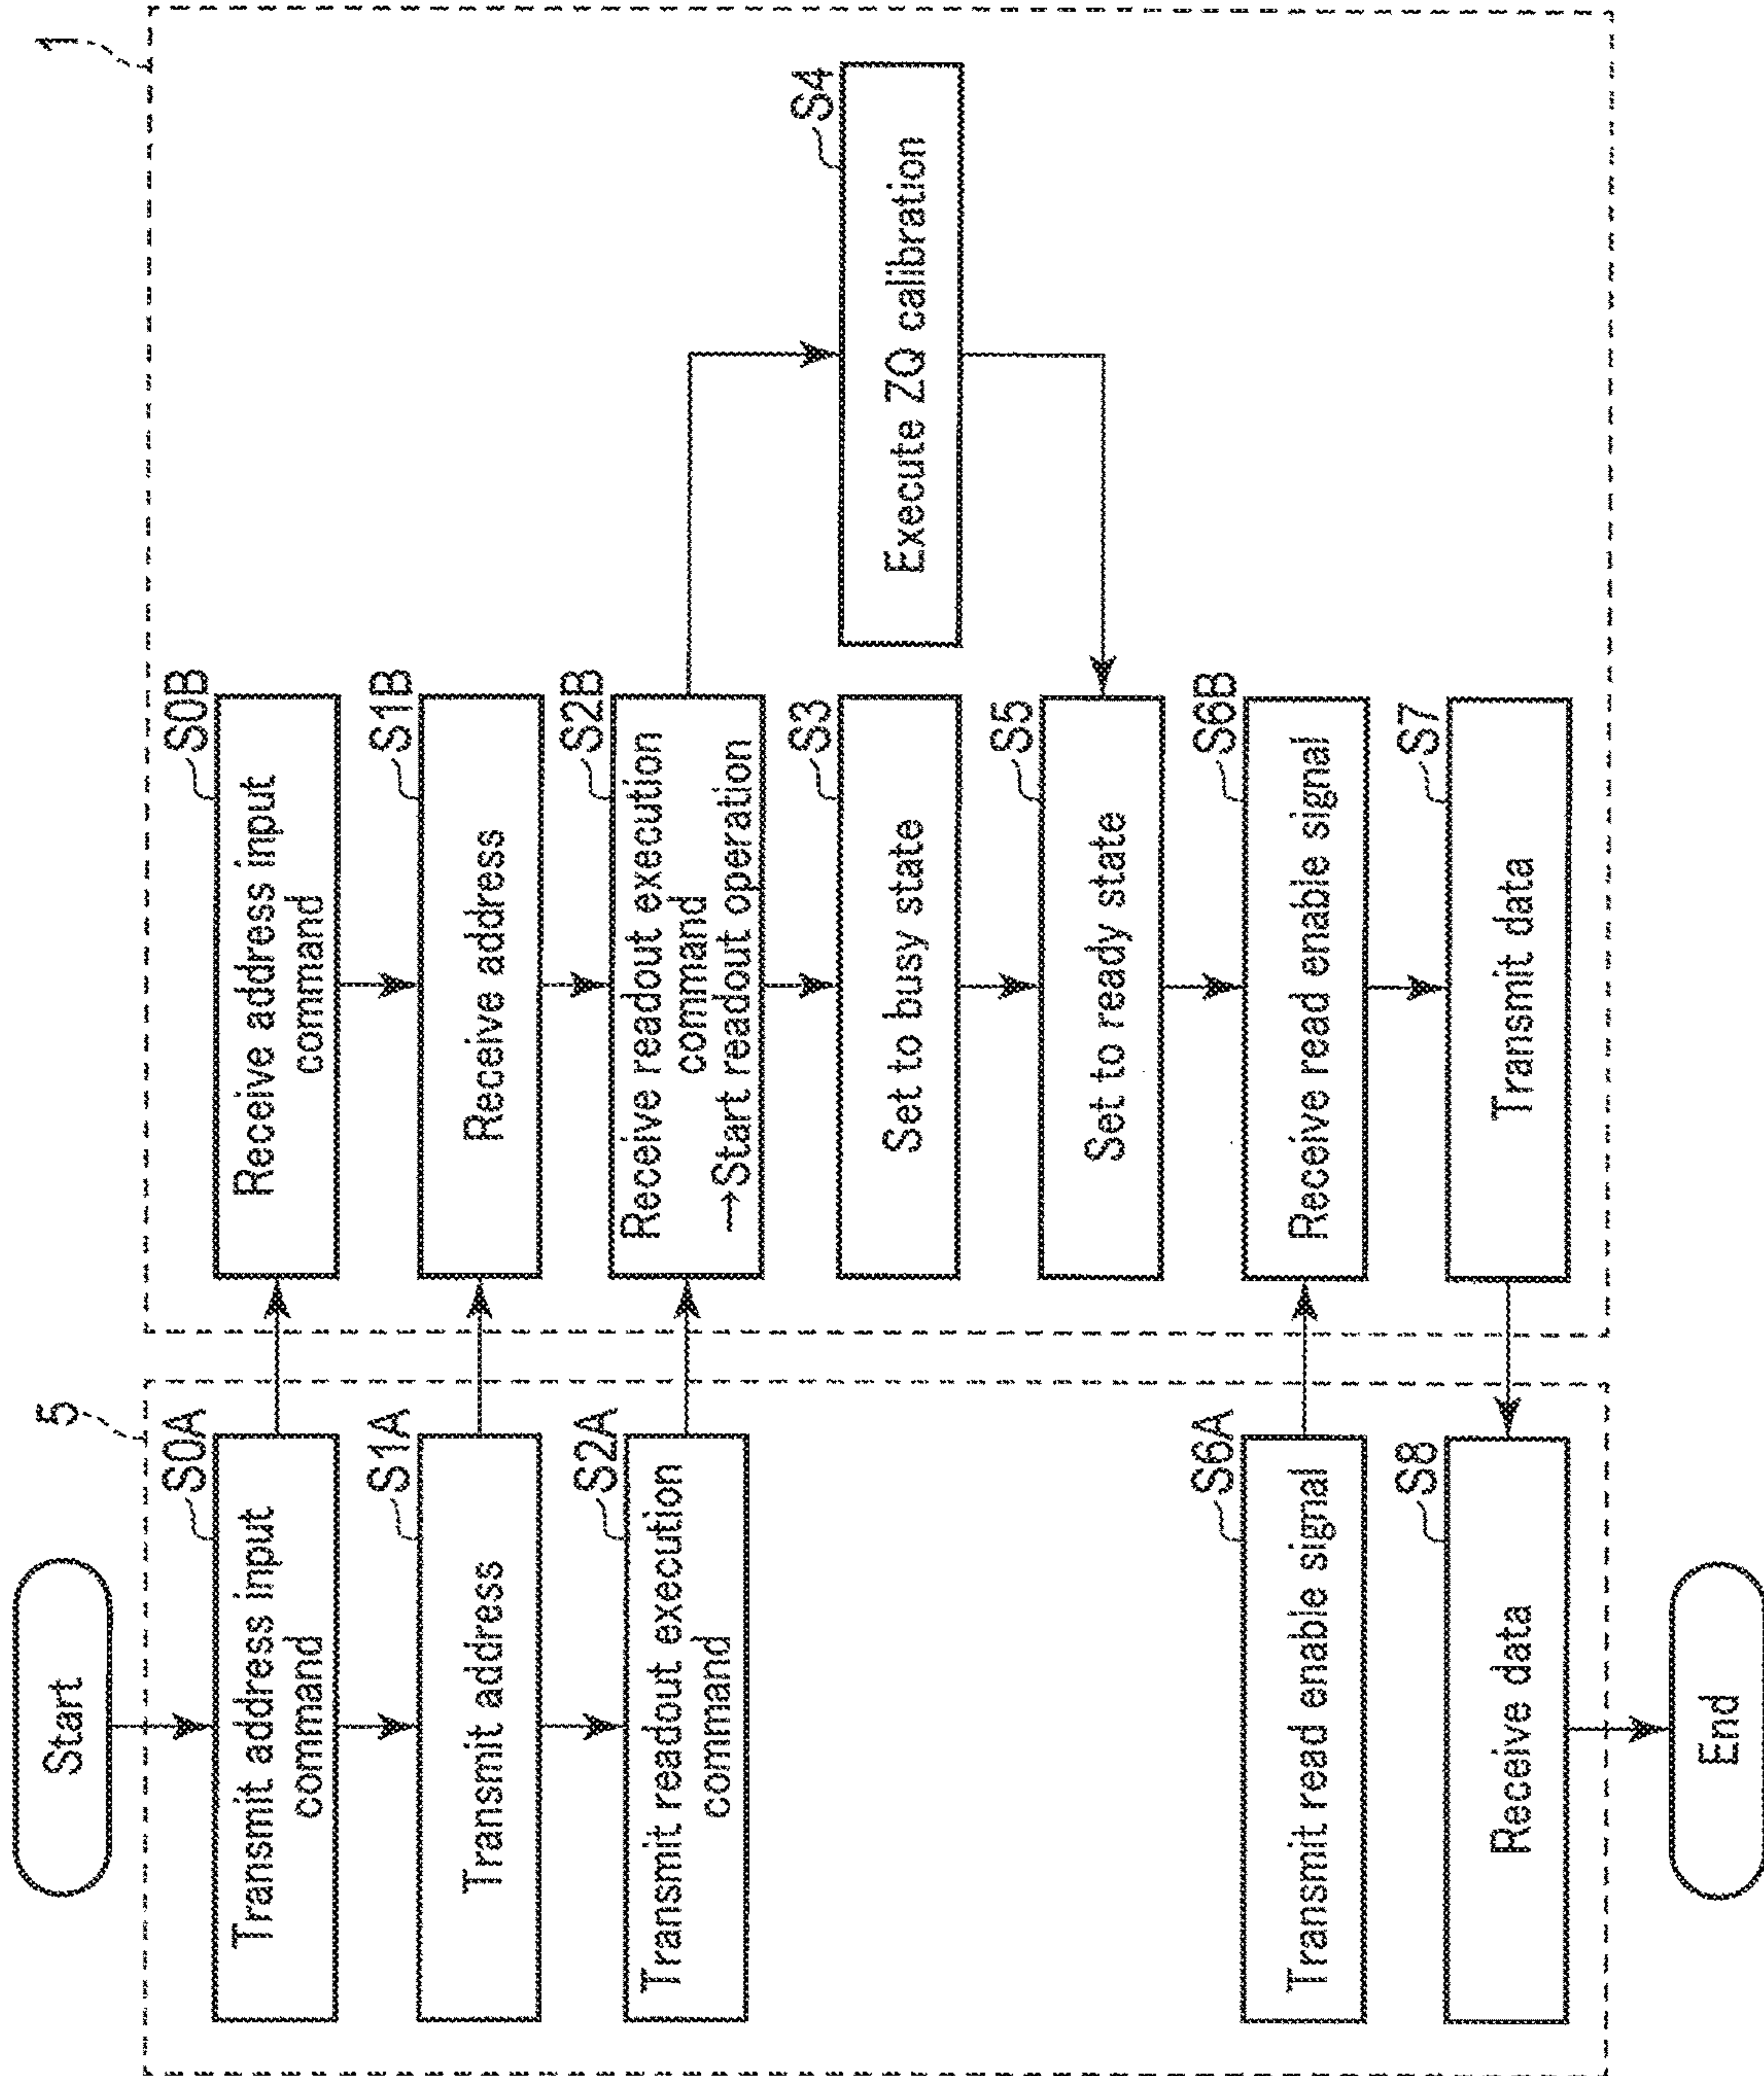 Start
5
1
S0A
Transmit address input
command
S0B
Receive address input
command
S1A
Transmit address
S1B
Receive address
S2A
Transmit readout execution
command
S2B
Receive readout execution
command
→Start readout operation
S3
Set to busy state
S4
Execute ZQ calibration
S5
Set to ready state
S6A
Transmit read enable signal
S6B
Receive read enable signal
S7
Transmit data
S8
Receive data
End